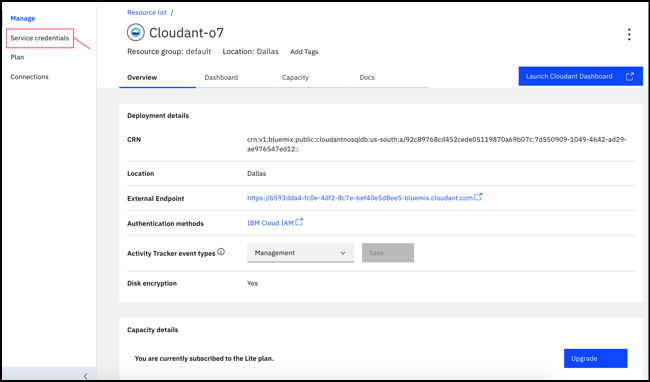 Manage
Service credentials
Plan
Connections
Resource list /
Cloudant-o7
Resource group: default Location: Dallas Add Tags
Overview Dashboard Capacity Docs
Launch Cloudant Dashboard
Deployment details
CRN crn:v1:bluemix:public:cloudantnosqldb:us-south:a/92c89768cd452cede05119870a69b07c:7d550909-1049-4642-ad29-
ae976547ed12::
Location Dallas
External Endpoint https://b593dda4-fc0e-4df2-8c7e-6ef40e5d8ee5-bluemix.cloudant.com
Authentication methods IBM Cloud IAM
Activity Tracker event types Management Save
Disk encryption Yes
Capacity details
You are currently subscribed to the Lite plan. Upgrade